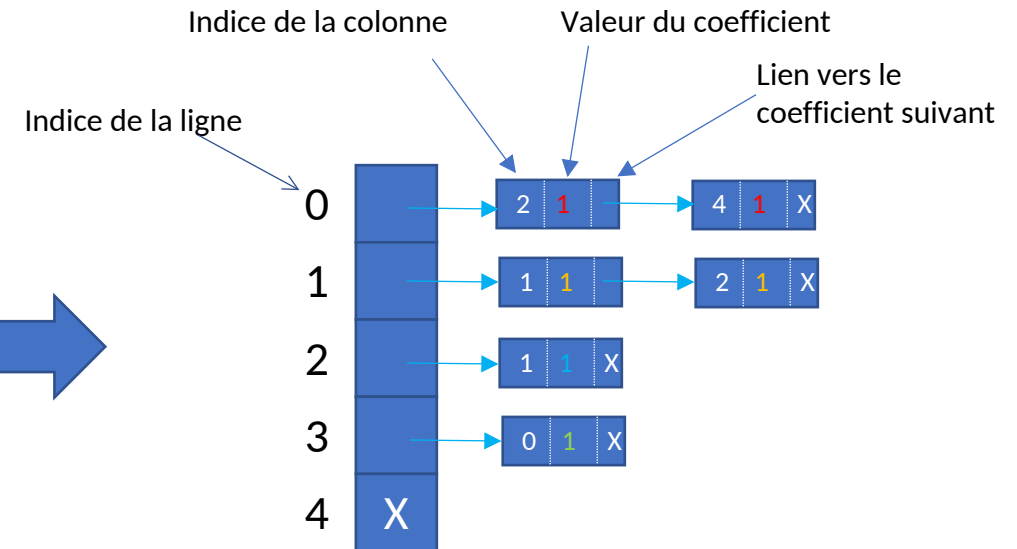 Indice de la colonne
Valeur du coefficient
Lien vers le
coefficient suivant
Indice de la ligne
0 2 1 4 1 X
1 1 1 2 1 X
2 1 1 X
3 0 1 X
4 X